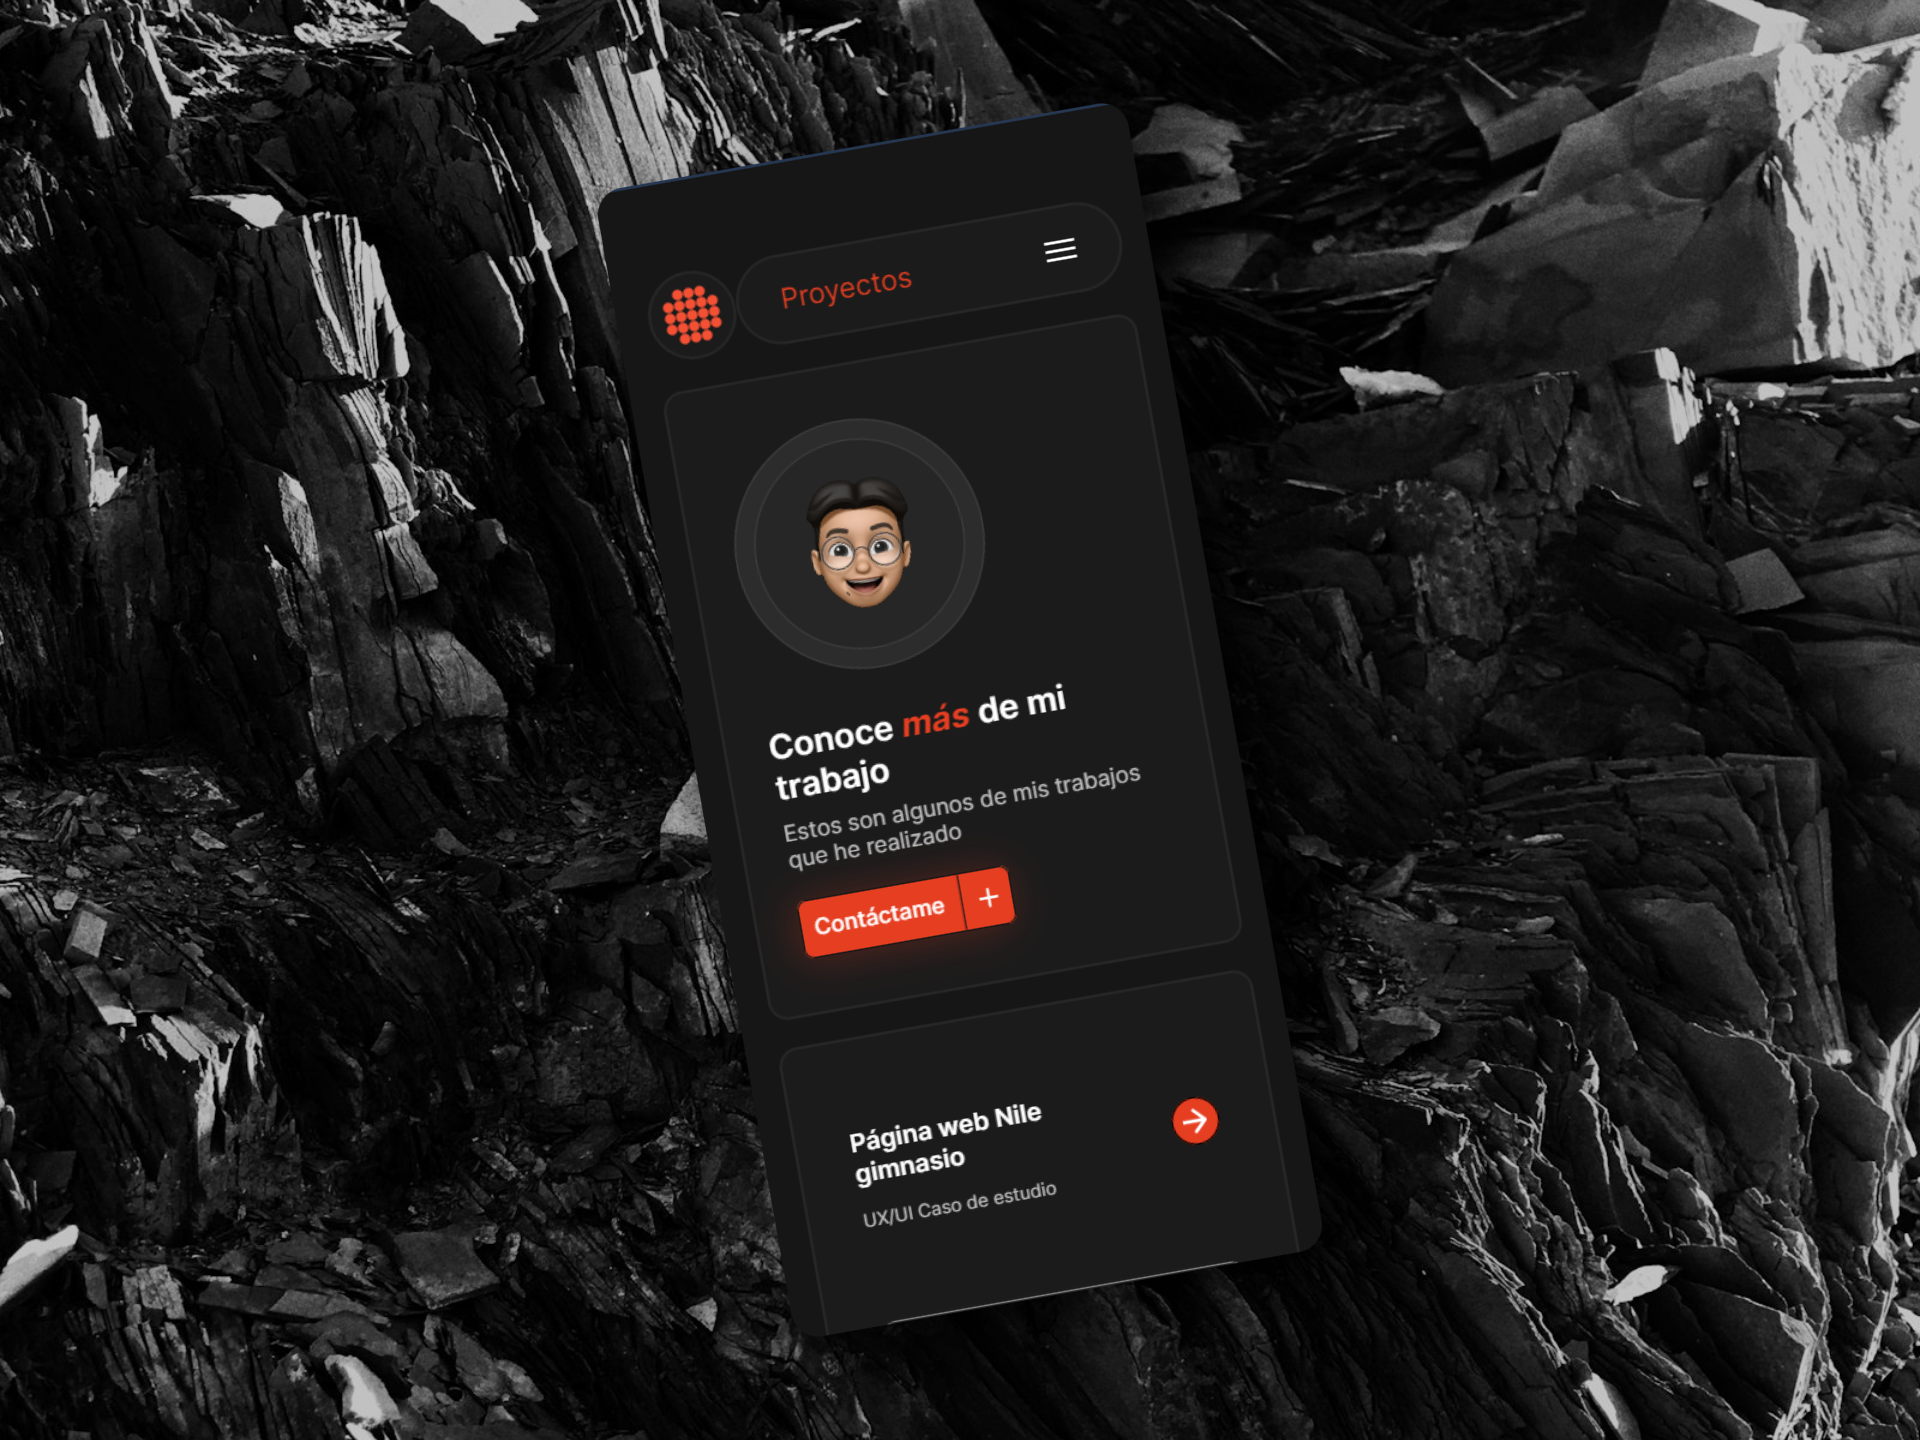 Proyectos
Conoce más de mi
trabajo
Estos son algunos de mis trabajos
que he realizado
Contáctame
Página web Nile
gimnasio
UX/UI Caso de estudio